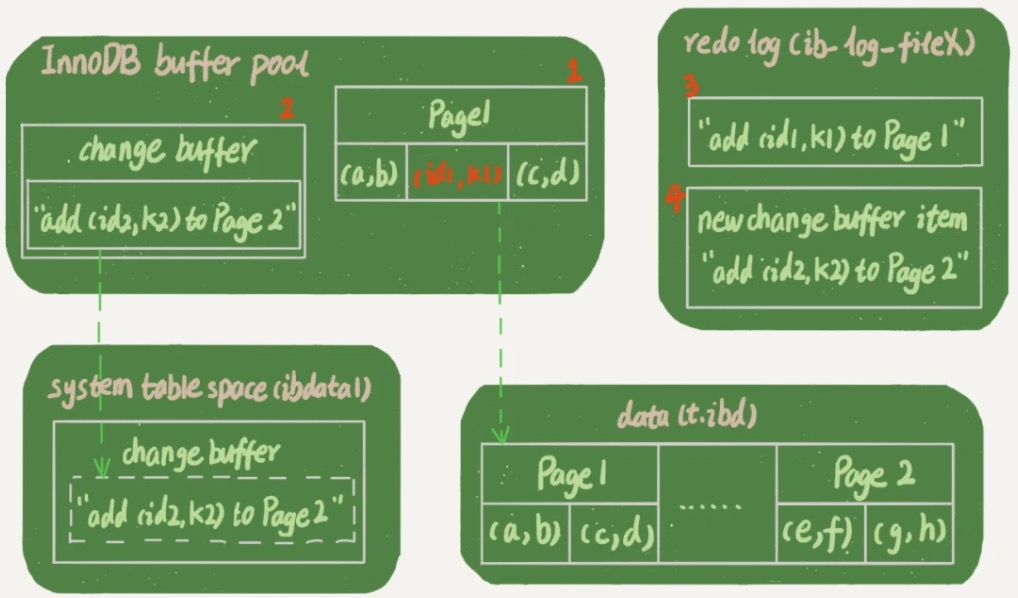 InnoDB buffer pool
2
change buffer
"add (id2,k2) to Page 2"
1
Page1
(a,b) (id1,k1) (c,d)
redo log (ib-log-fileX)
3
"add (id1,k1) to Page 1"
4
new change buffer item
"add (id2,k2) to Page 2"
system table space (ibdata1)
change buffer
"add (id2,k2) to Page 2"
data (t.ibd)
Page1 ...... Page 2
(a,b) (c,d) (e,f) (g,h)